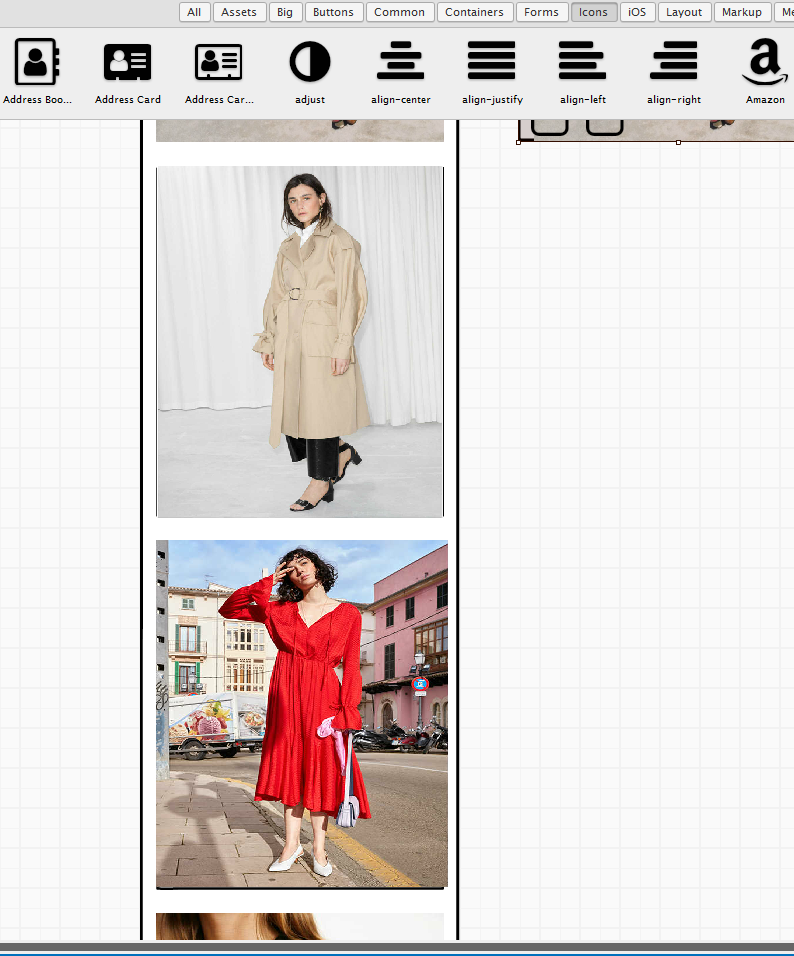 All Assets Big Buttons Common Containers Forms Icons iOS Layout Markup Me
Address Boo... Address Card Address Car... adjust align-center align-justify align-left align-right Amazon